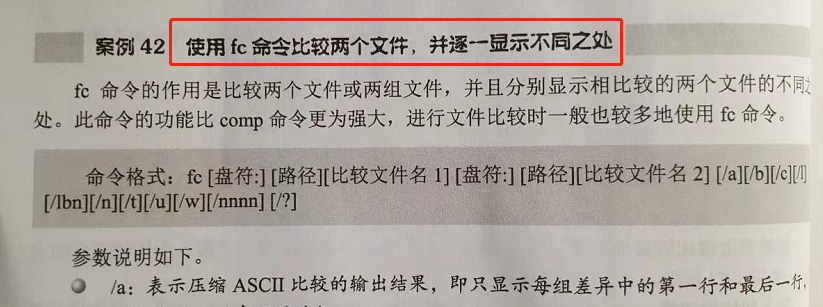 案例 42 使用 fc 命令比较两个文件，并逐一显示不同之处
fc 命令的作用是比较两个文件或两组文件，并且分别显示相比较的两个文件的不同之
处。此命令的功能比 comp 命令更为强大，进行文件比较时一般也较多地使用 fc 命令。
命令格式：fc [盘符:] [路径][比较文件名 1] [盘符:] [路径][比较文件名 2] [/a][/b][/c][/l]
[/lbn][/n][/t][/u][/w][/nnnn] [/?]
参数说明如下。
/a：表示压缩 ASCII 比较的输出结果，即只显示每组差异中的第一行和最后一行，